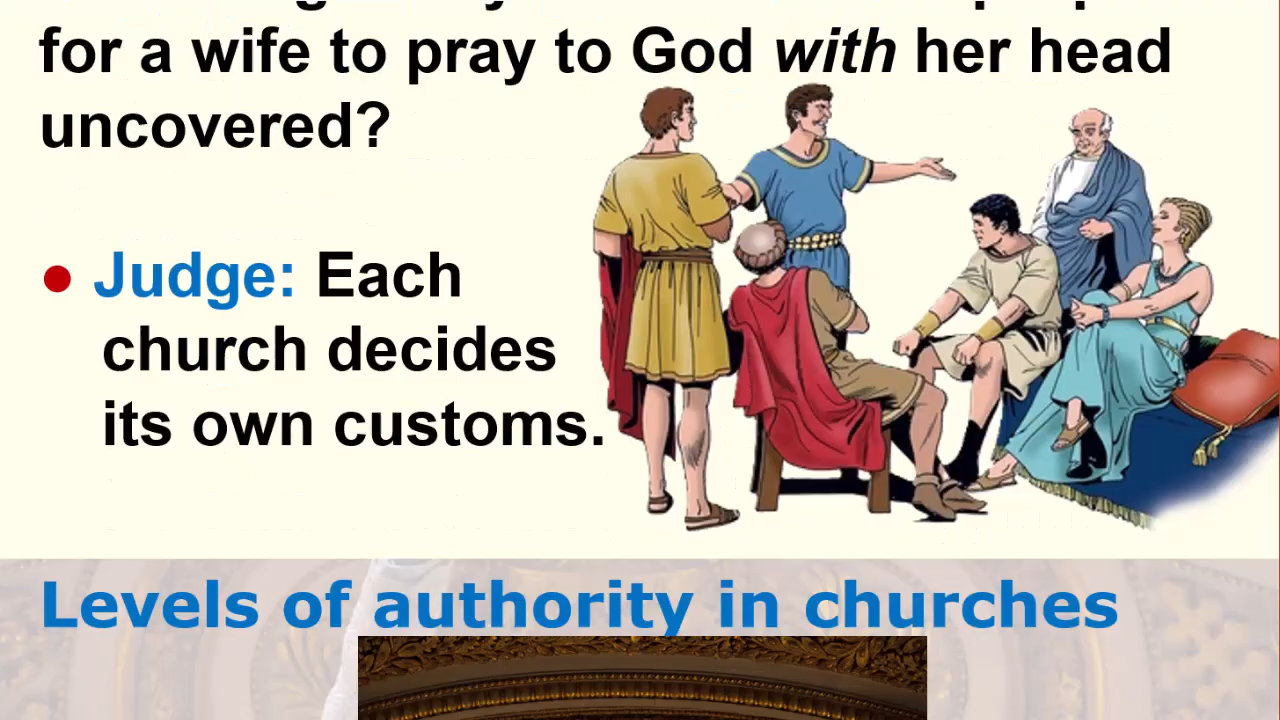 for a wife to pray to God with her head
uncovered?
● Judge: Each
church decides
its own customs.
Levels of authority in churches